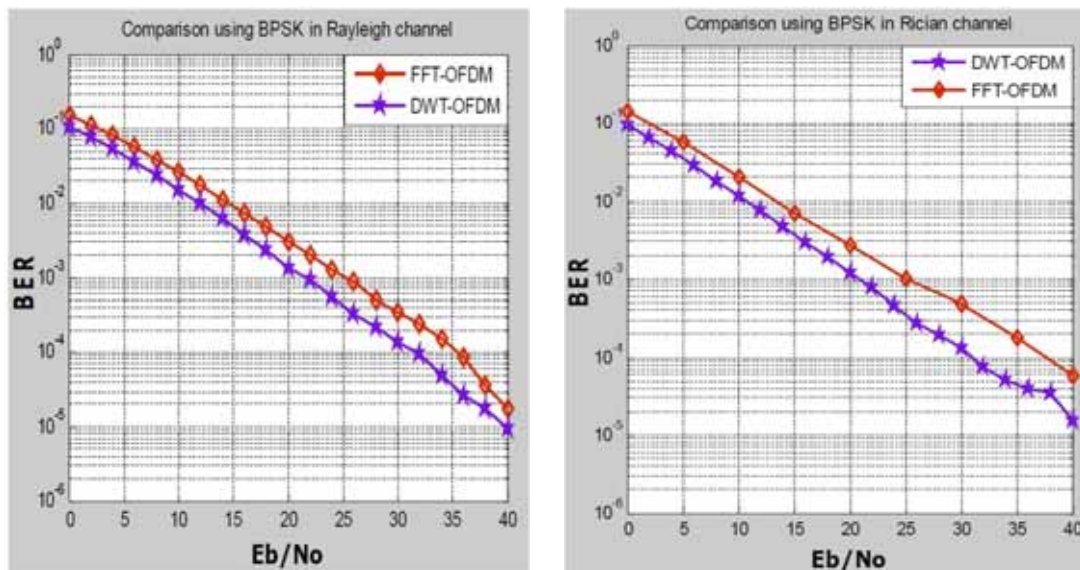 Comparison using BPSK in Rayleigh channel
10^0
10^-1
10^-2
10^-3
10^-4
10^-5
10^-6
BER
FFT-OFDM
DWT-OFDM
0 5 10 15 20 25 30 35 40
Eb/No
Comparison using BPSK in Rician channel
10^0
10^-1
10^-2
10^-3
10^-4
10^-5
10^-6
BER
DWT-OFDM
FFT-OFDM
0 5 10 15 20 25 30 35 40
Eb/No